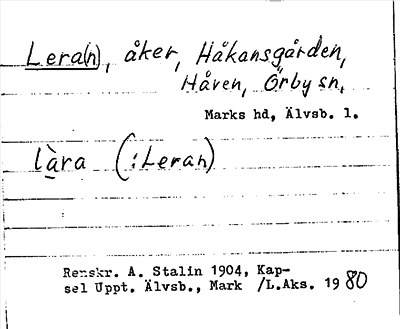 Lera(n), åker, Håkansgården,
Håven, Örby sn,
Marks hd, Älvsb. l.
làra (:Leran)
Renskr. A. Stalin 1904, Kap-
sel Uppt. Älvsb., Mark /L.Aks. 1980